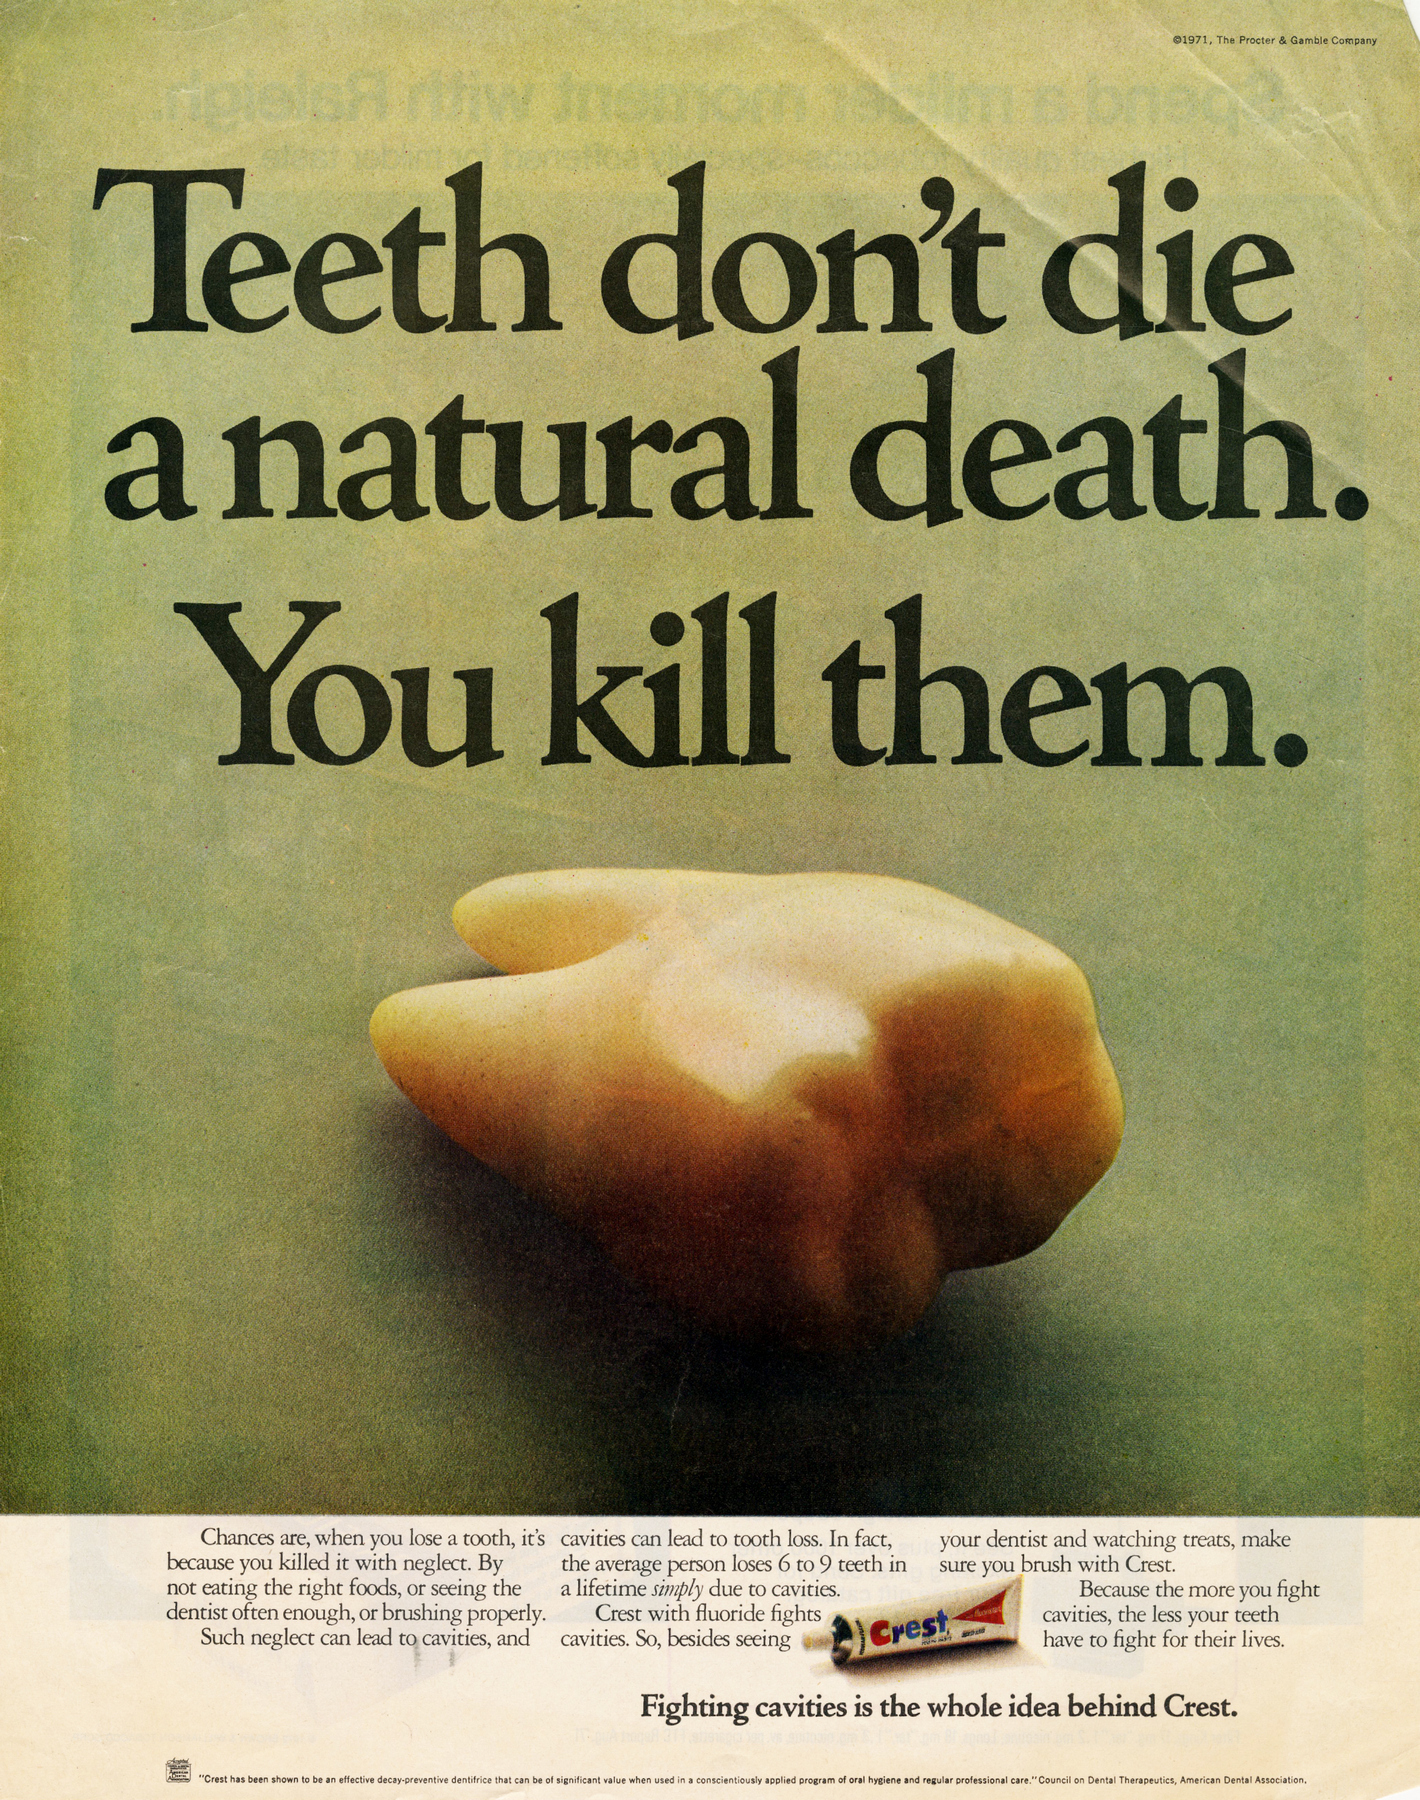 ©1971, The Procter & Gamble Company
Teeth don't die
a natural death.
You kill them.
Chances are, when you lose a tooth, it's
because you killed it with neglect. By
not eating the right foods, or seeing the
dentist often enough, or brushing properly.
Such neglect can lead to cavities, and
cavities can lead to tooth loss. In fact,
the average person loses 6 to 9 teeth in
a lifetime simply due to cavities.
Crest with fluoride fights
cavities. So, besides seeing
your dentist and watching treats, make
sure you brush with Crest.
Because the more you fight
cavities, the less your teeth
have to fight for their lives.
Crest
Fighting cavities is the whole idea behind Crest.
"Crest has been shown to be an effective decay-preventive dentifrice that can be of significant value when used in a conscientiously applied program of oral hygiene and regular professional care." Council on Dental Therapeutics, American Dental Association.